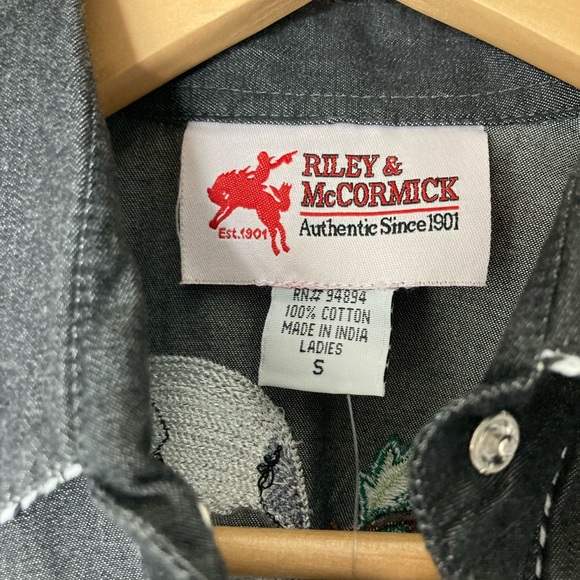 RILEY &
McCORMICK
Est.1901
Authentic Since 1901
RN# 94894
100% COTTON
MADE IN INDIA
LADIES
S